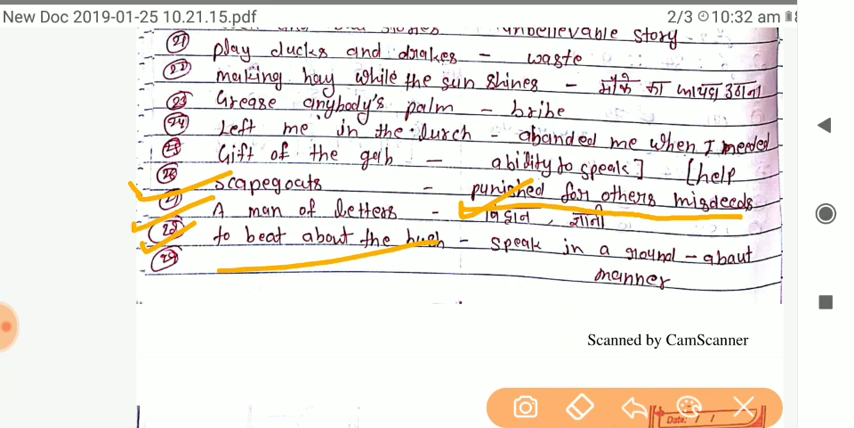 New Doc 2019-01-25 10.21.15.pdf 2/3 10:32 am
unbelievable story
(21) play ducks and drakes - waste
(22) making hay while the sun shines - मौके का फायदा उठाना
(23) Grease anybody's palm - bribe
(24) Left me in the lurch - abanded me when I needed
(25) Gift of the gab - ability to speak] [help
(26) scapegoats - punished for others misdeeds
(27) A man of letters - विद्वान, ज्ञानी
(28) to beat about the bush - speak in a round-about
(29) manner
Scanned by CamScanner
Date: / /